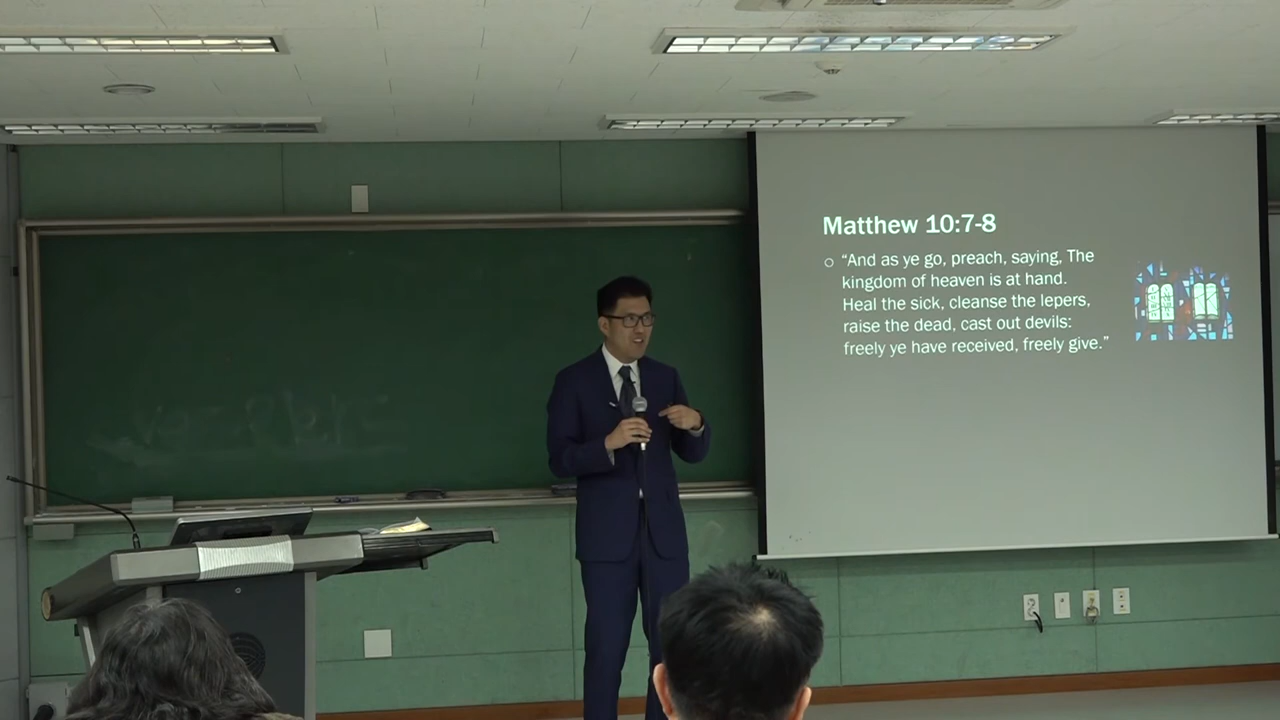 Matthew 10:7-8
“And as ye go, preach, saying, The
kingdom of heaven is at hand.
Heal the sick, cleanse the lepers,
raise the dead, cast out devils:
freely ye have received, freely give.”